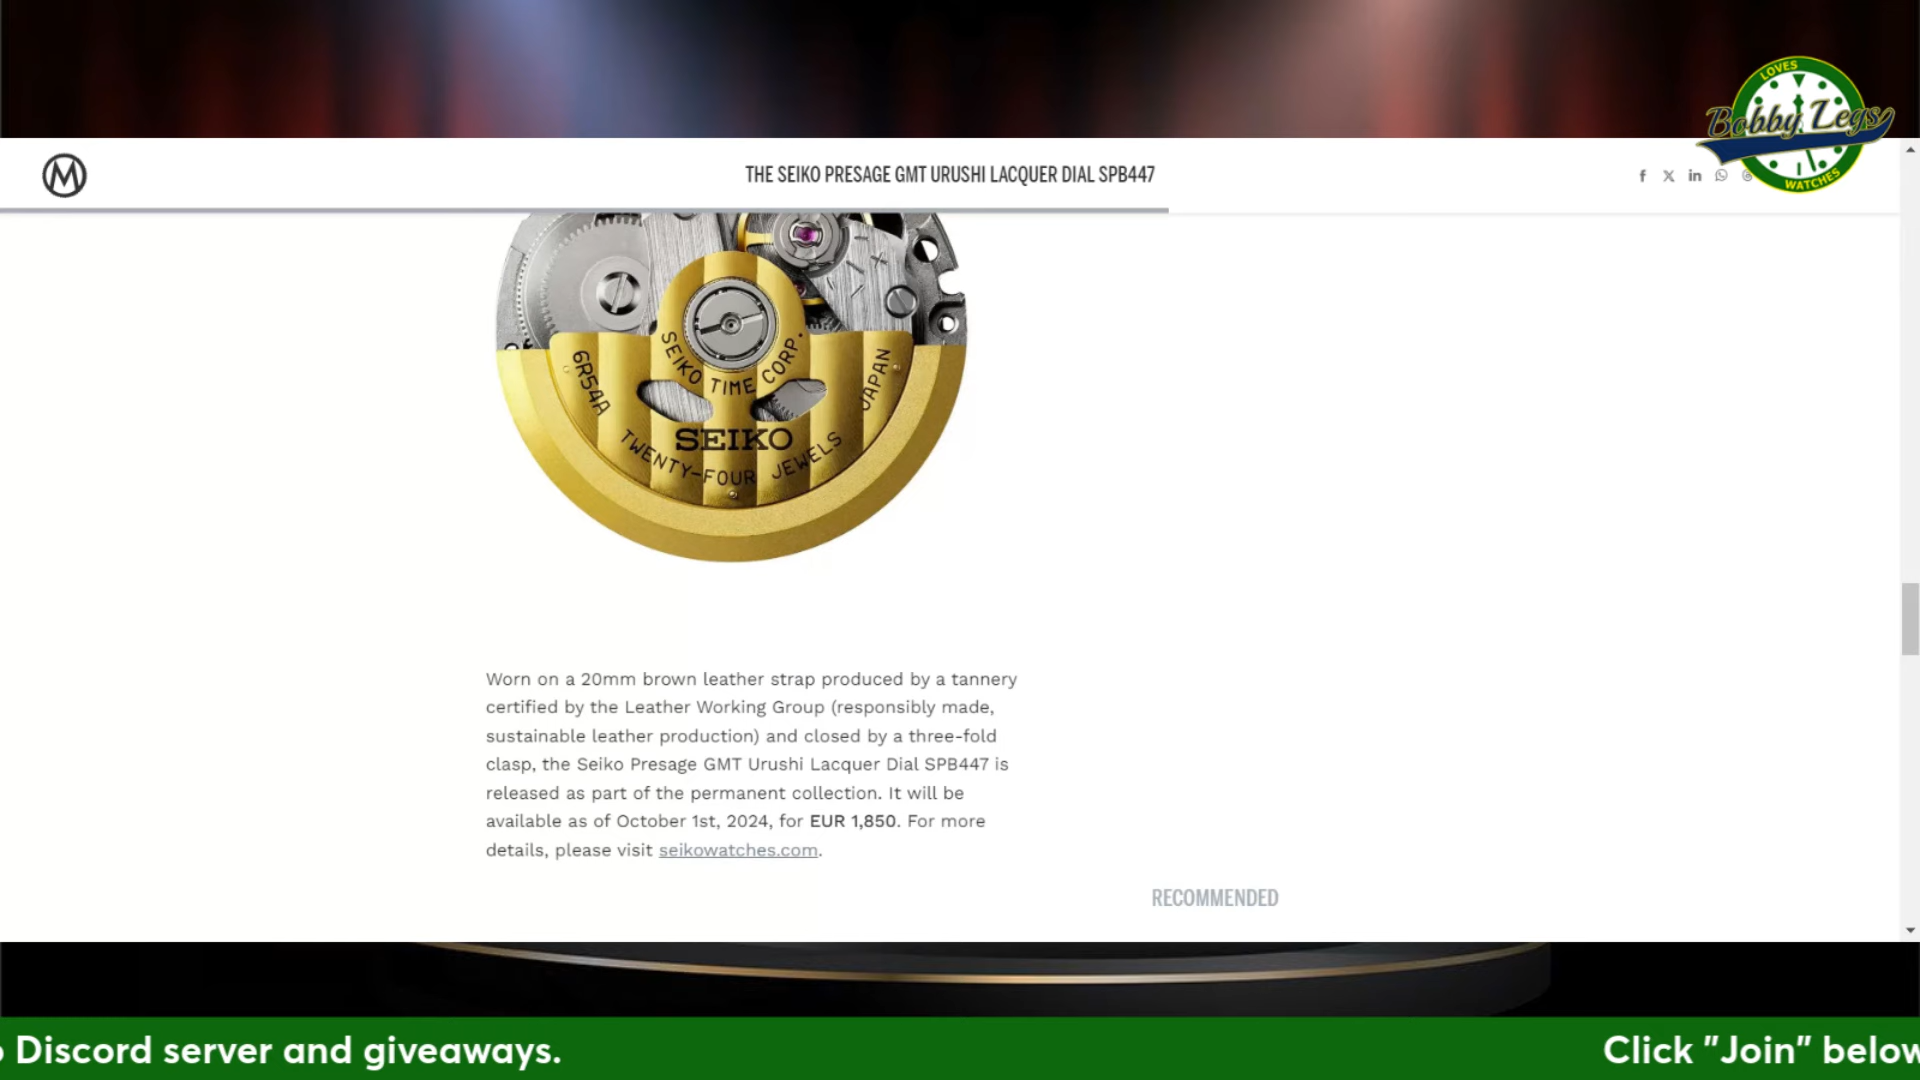 LOVES
Bobby Legs
WATCHES
THE SEIKO PRESAGE GMT URUSHI LACQUER DIAL SPB447
SEIKO TIME CORP.
6R54A
JAPAN
SEIKO
TWENTY-FOUR JEWELS
Worn on a 20mm brown leather strap produced by a tannery
certified by the Leather Working Group (responsibly made,
sustainable leather production) and closed by a three-fold
clasp, the Seiko Presage GMT Urushi Lacquer Dial SPB447 is
released as part of the permanent collection. It will be
available as of October 1st, 2024, for EUR 1,850. For more
details, please visit seikowatches.com.
RECOMMENDED
Discord server and giveaways.
Click "Join" below